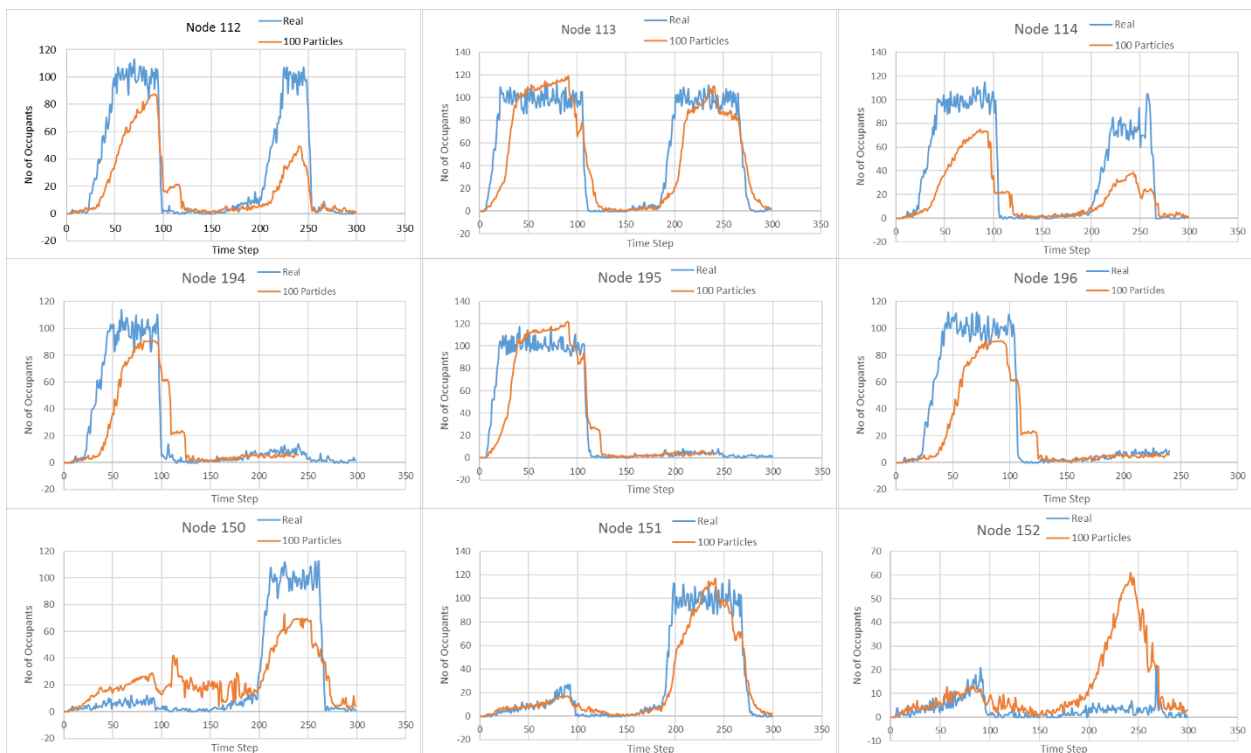 Node 112
Real
100 Particles
No of Occupants
120
100
80
60
40
20
0
-20
0 50 100 150 200 250 300 350
Time Step
Node 113
Real
100 Particles
No of Occupants
140
120
100
80
60
40
20
0
-20
0 50 100 150 200 250 300 350
Time Step
Node 114
Real
100 Particles
No of Occupants
140
120
100
80
60
40
20
0
-20
0 50 100 150 200 250 300 350
Time Step
Node 194
Real
100 Particles
No of Occupants
120
100
80
60
40
20
0
-20
0 50 100 150 200 250 300 350
Time Step
Node 195
Real
100 Particles
No of Occupants
140
120
100
80
60
40
20
0
-20
0 50 100 150 200 250 300 350
Time Step
Node 196
Real
100 Particles
No of Occupants
120
100
80
60
40
20
0
-20
0 50 100 150 200 250 300
Time Step
Node 150
Real
100 Particles
No of Occupants
120
100
80
60
40
20
0
-20
0 50 100 150 200 250 300 350
Time Step
Node 151
Real
100 Particles
No of Occupants
140
120
100
80
60
40
20
0
-20
0 50 100 150 200 250 300 350
Time Step
Node 152
Real
100 Particles
No of Occupants
70
60
50
40
30
20
10
0
-10
0 50 100 150 200 250 300 350
Time Step